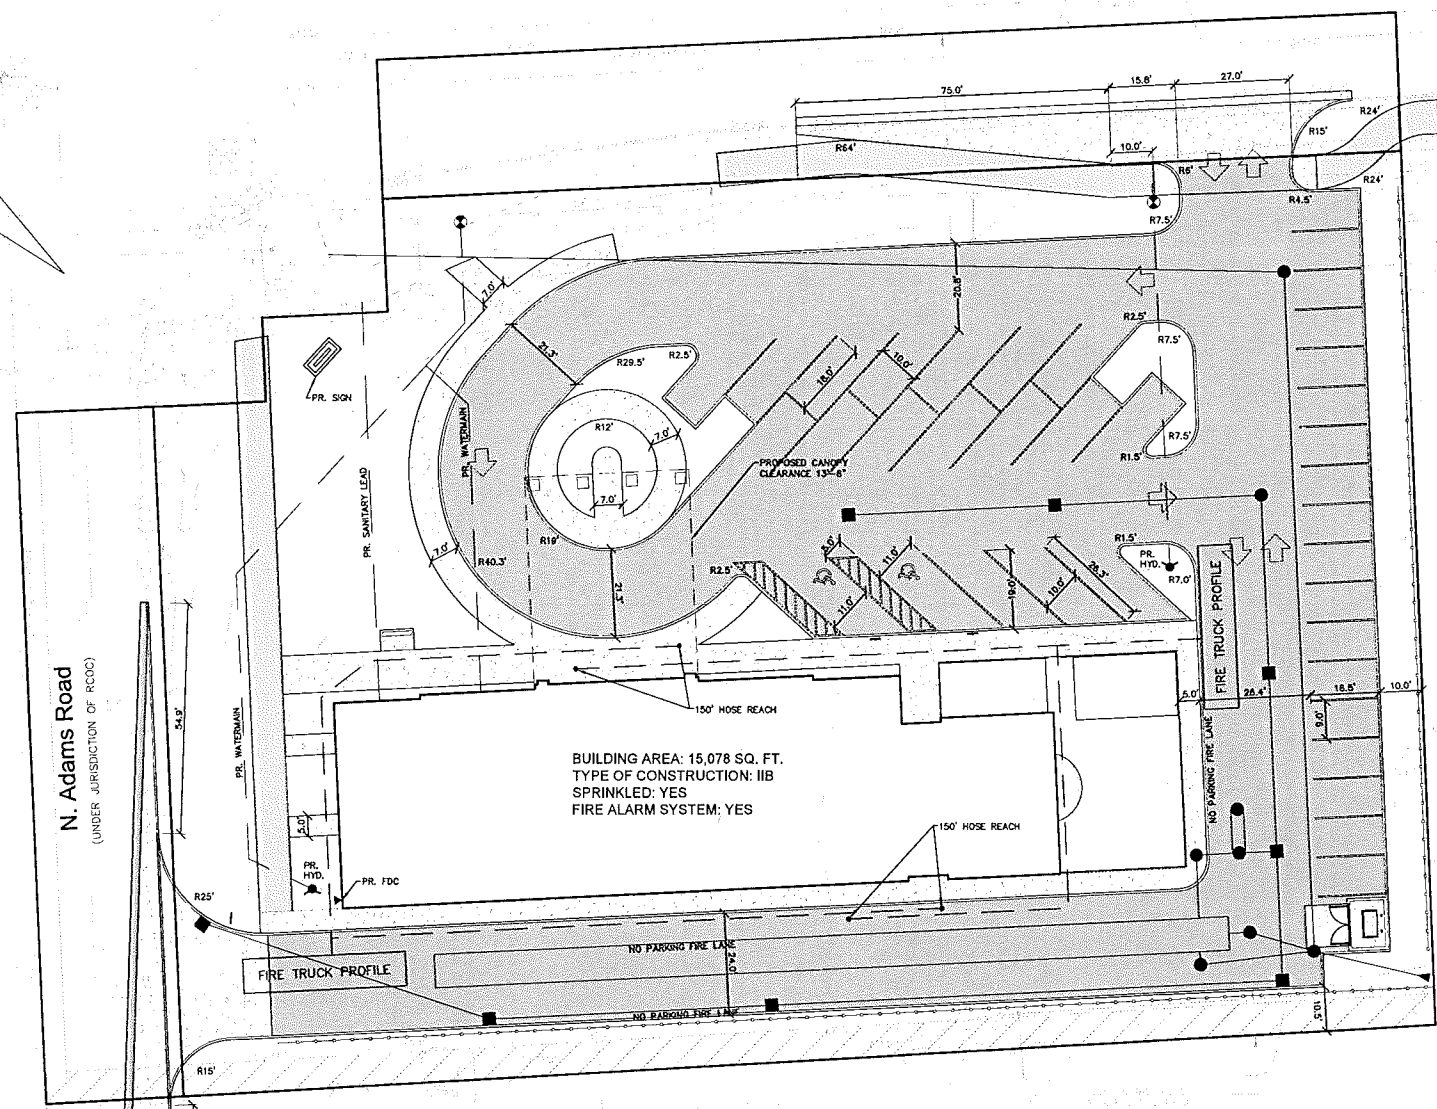 75.0'
15.8'
27.0'
R24'
R15'
10.0'
R64'
R5'
R24'
R4.5'
R7.5'
7.0'
20.8'
R2.5'
21.3'
R29.5'
R2.5'
R7.5'
18.0'
10.0'
PR. SIGN
R12'
7.0'
PR. WATERMAIN
R7.5'
R1.5'
PROPOSED CANOPY
CLEARANCE 13'-6"
PR. SANITARY LEAD
7.0'
R19'
7.0'
R40.3'
R1.5'
PR.
HYD.
R7.0'
11.0'
R2.5'
19.0'
10.0'
11.0'
FIRE TRUCK PROFILE
5.0'
16.5'
10.0'
9.0'
150' HOSE REACH
NO PARKING FIRE LANE
N. Adams Road
(UNDER JURISDICTION OF RCOC)
54.9'
PR. WATERMAIN
BUILDING AREA: 15,078 SQ. FT.
TYPE OF CONSTRUCTION: IIB
SPRINKLED: YES
FIRE ALARM SYSTEM: YES
5.0'
150' HOSE REACH
PR.
HYD.
PR. FDC
R25'
NO PARKING FIRE LANE
24.0'
FIRE TRUCK PROFILE
NO PARKING FIRE LANE
10.5'
R15'